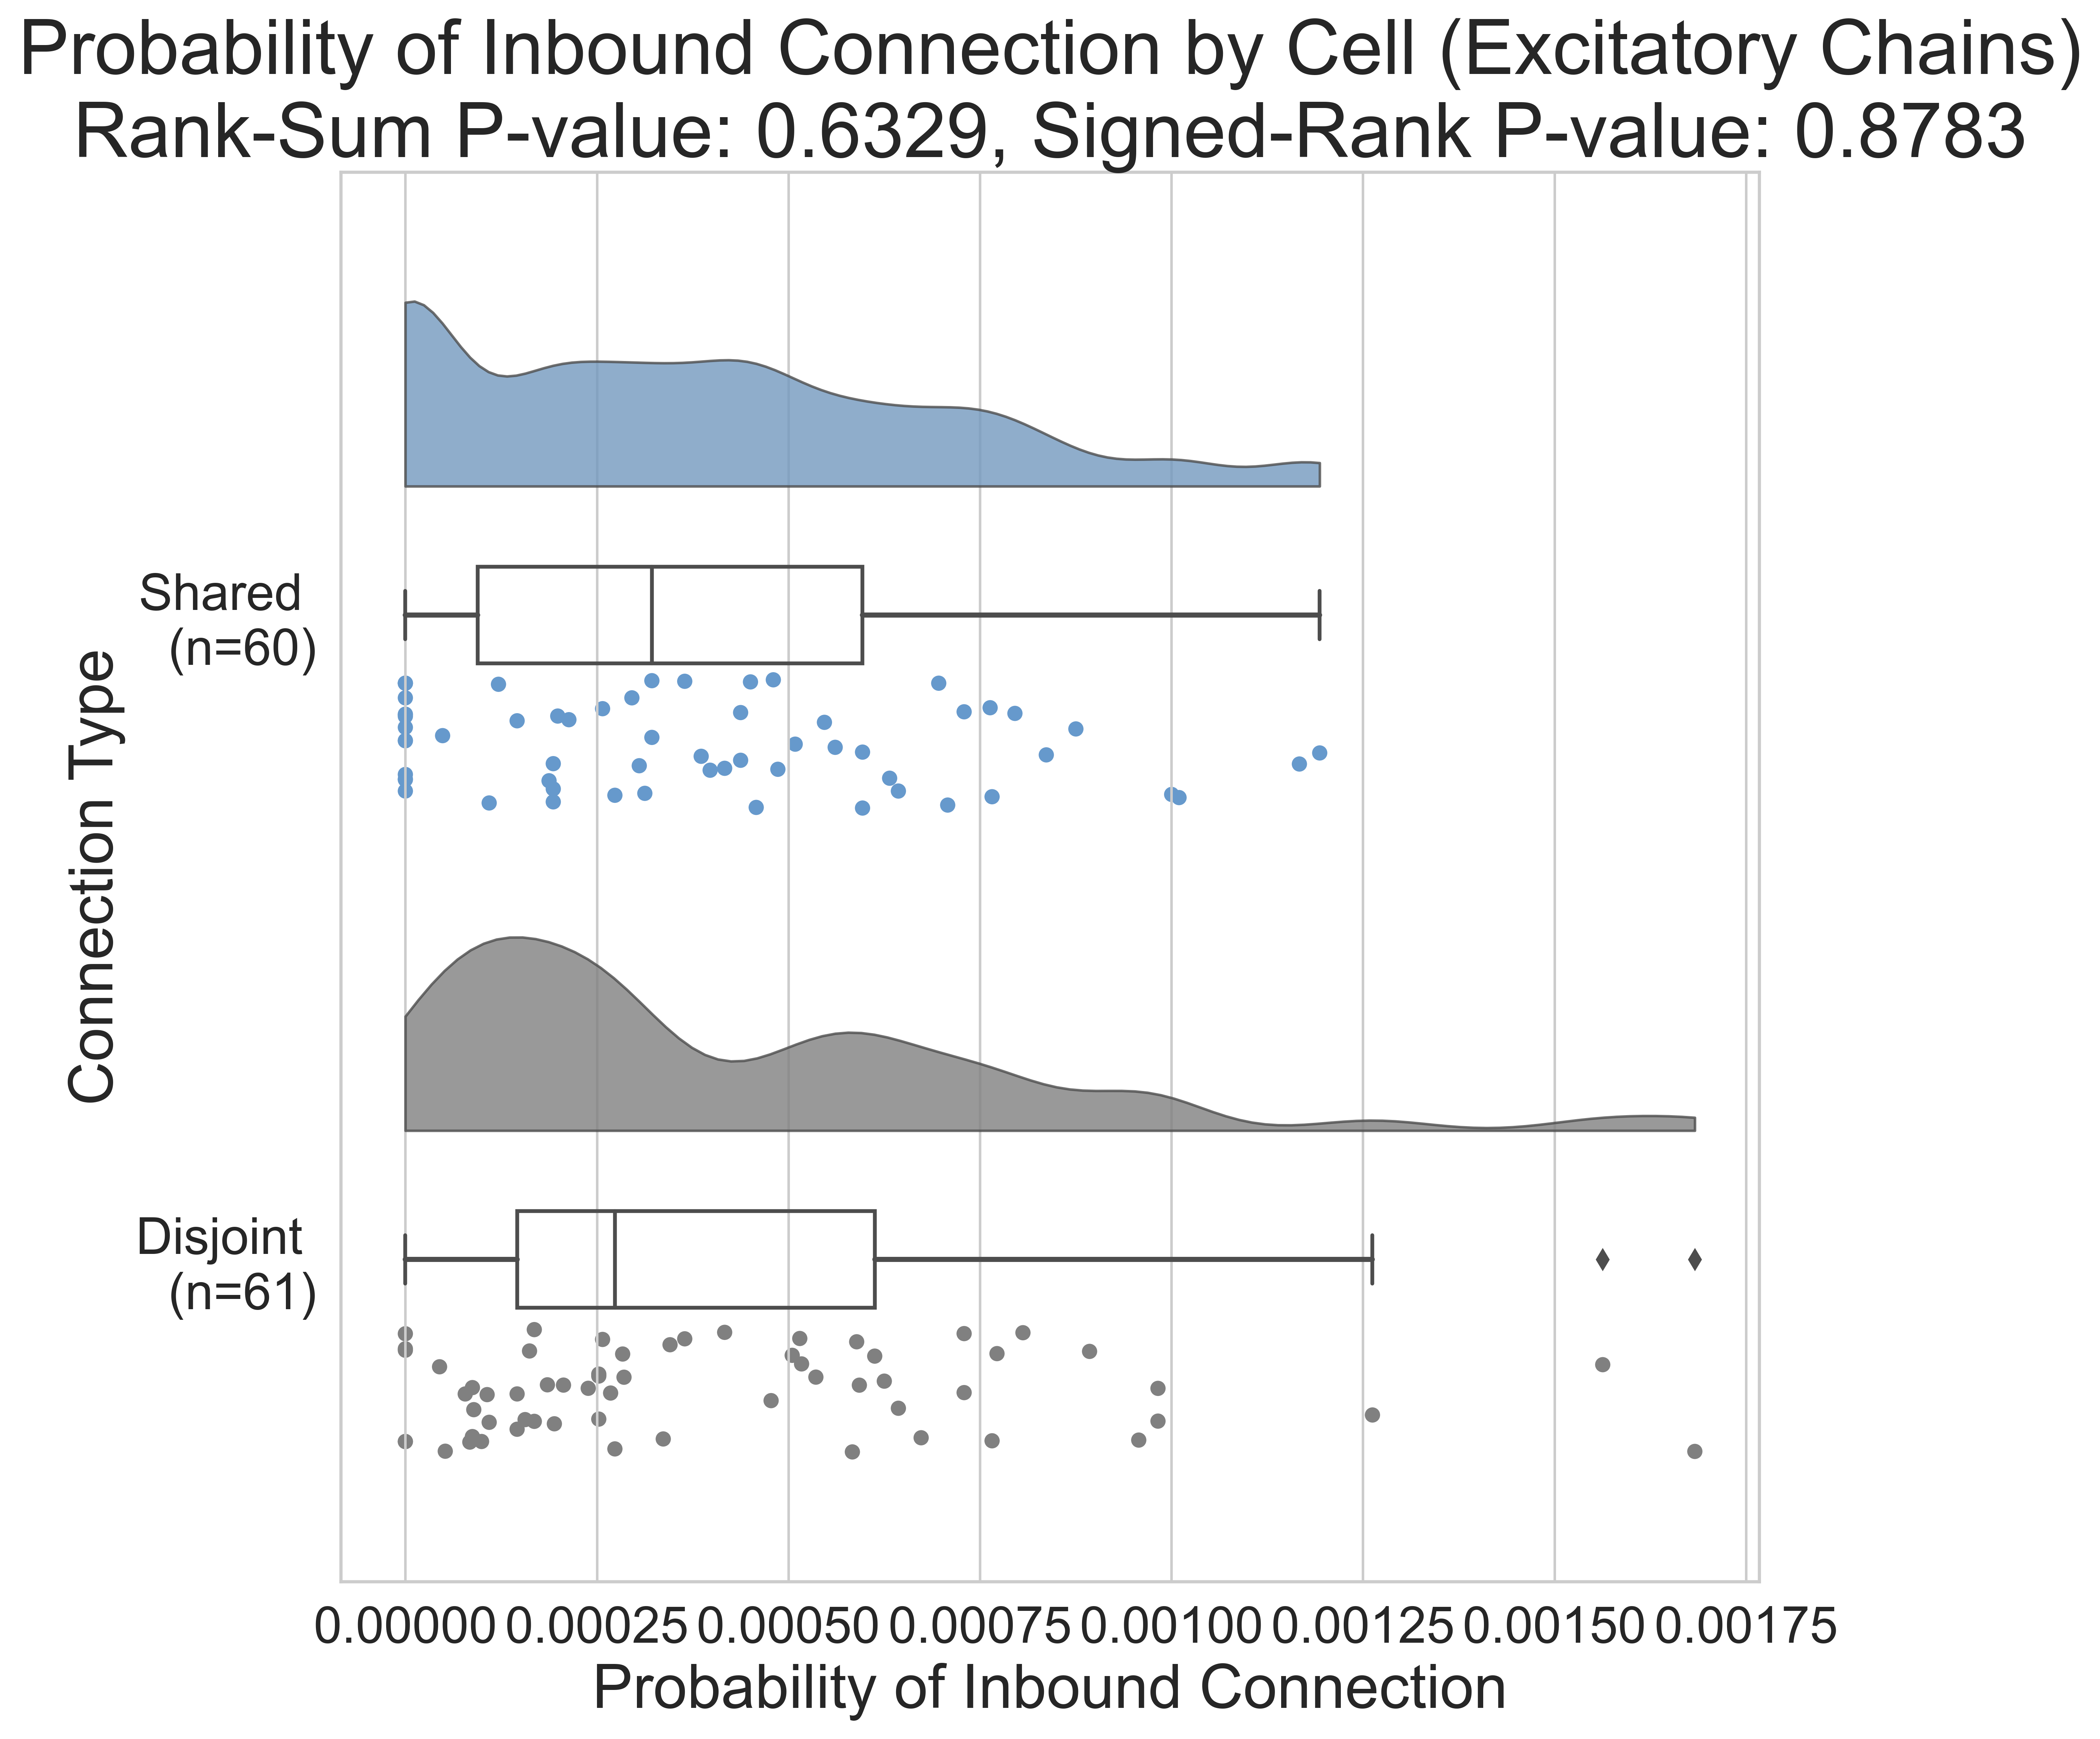 Probability of Inbound Connection by Cell (Excitatory Chains)
Rank-Sum P-value: 0.6329, Signed-Rank P-value: 0.8783
Connection Type
Shared
(n=60)
Disjoint
(n=61)
0.00000 0.00025 0.00050 0.00075 0.00100 0.00125 0.00150 0.00175
Probability of Inbound Connection